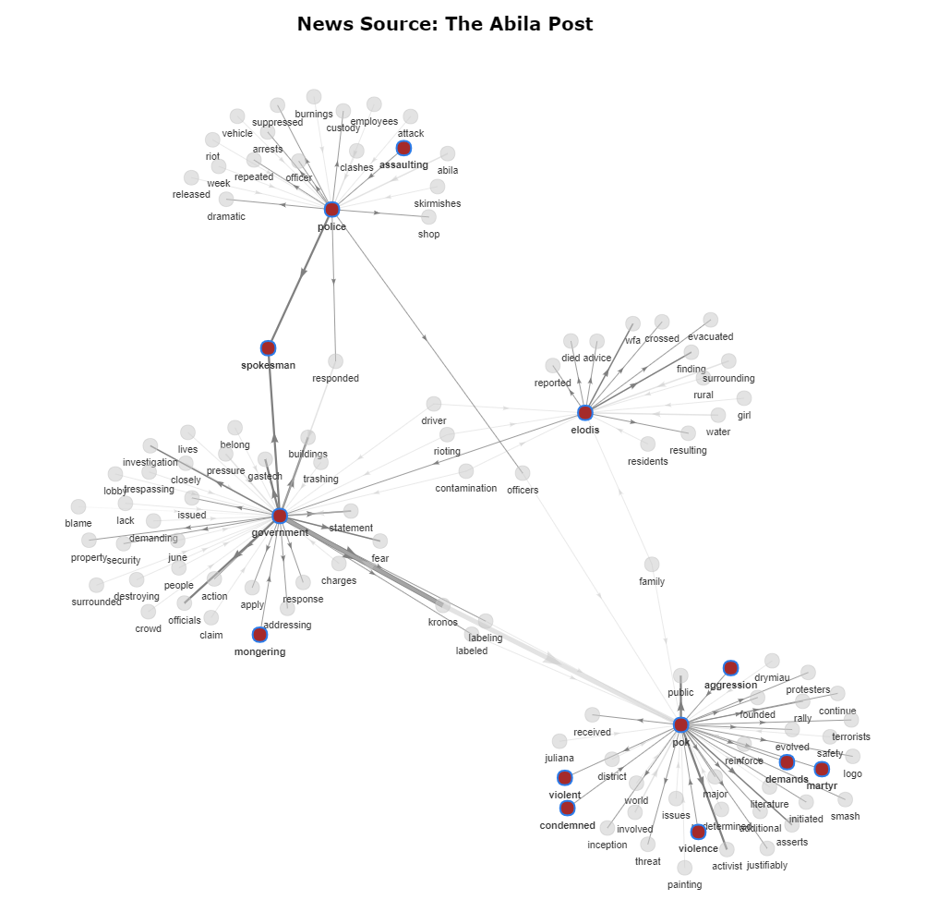 News Source: The Abila Post
burnings
suppressed
employees
custody
vehicle
attack
arrests
riot
clashes
assaulting
abila
week
repeated
officer
released
skirmishes
dramatic
police
shop
spokesman
responded
wfa
crossed
evacuated
died
advice
finding
reported
surrounding
rural
driver
girl
elodis
water
rioting
resulting
residents
belong
lives
buildings
investigation
pressure
gastech
closely
trashing
lobby
trespassing
contamination
officers
issued
blame
lack
government
statement
demanding
property
security
june
fear
charges
people
surrounded
destroying
action
apply
response
family
crowd
officials
claim
addressing
kronos
labeling
labeled
mongering
public
aggression
drymiau
protesters
founded
rally
continue
received
pok
terrorists
evolved
safety
juliana
reinforce
logo
district
demands
martyr
violent
world
major
literature
condemned
issues
initiated
smash
involved
additional
inception
asserts
violence
threat
activist
justifiably
painting